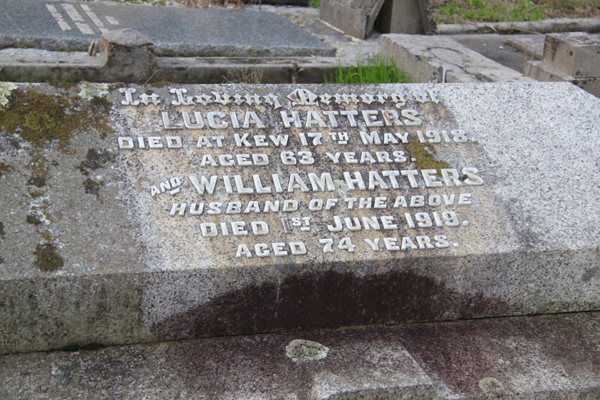 In Loving Memory of
LUCIA HATTERS
DIED AT KEW 17TH MAY 1918.
AGED 63 YEARS.
AND WILLIAM HATTERS
HUSBAND OF THE ABOVE
DIED 1ST JUNE 1919.
AGED 74 YEARS.